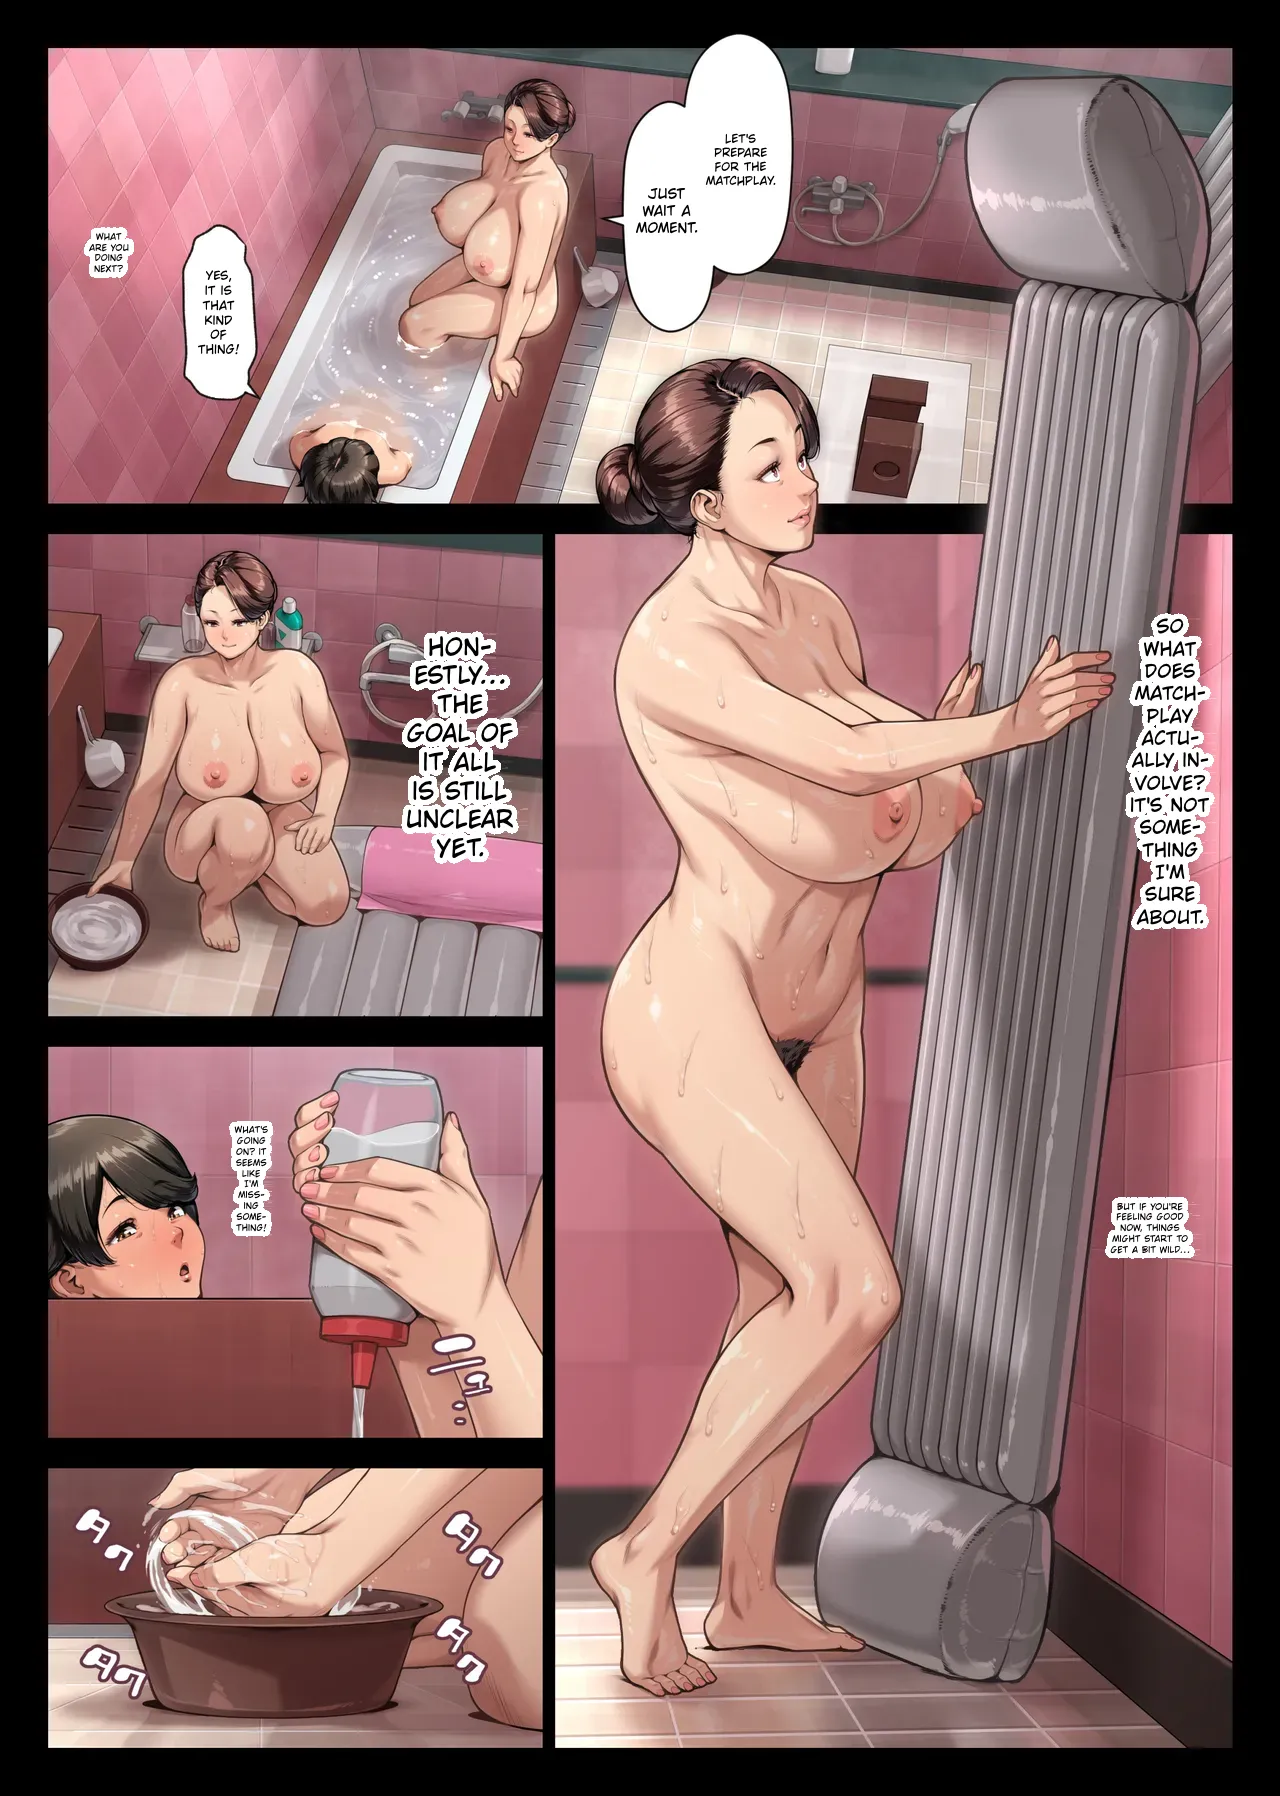 LET'S
PREPARE
FOR THE
MATCHPLAY.
JUST
WAIT A
MOMENT.
YES,
IT IS
THAT
KIND
OF
THING!
WHAT
ARE YOU
DOING
NEXT?
SO
WHAT
DOES
MATCH-
PLAY
ACTU-
ALLY IN-
VOLVE?
IT'S NOT
SOME-
THING
I'M
SURE
ABOUT.
BUT IF YOU'RE
FEELING GOOD
NOW, THINGS
MIGHT START TO
GET A BIT WILD...
HON-
ESTLY...
THE
GOAL OF
IT ALL
IS STILL
UNCLEAR
YET.
WHAT'S
GOING
ON? IT
SEEMS
LIKE
I'M
MISS-
ING
SOME-
THING!
ニュ…